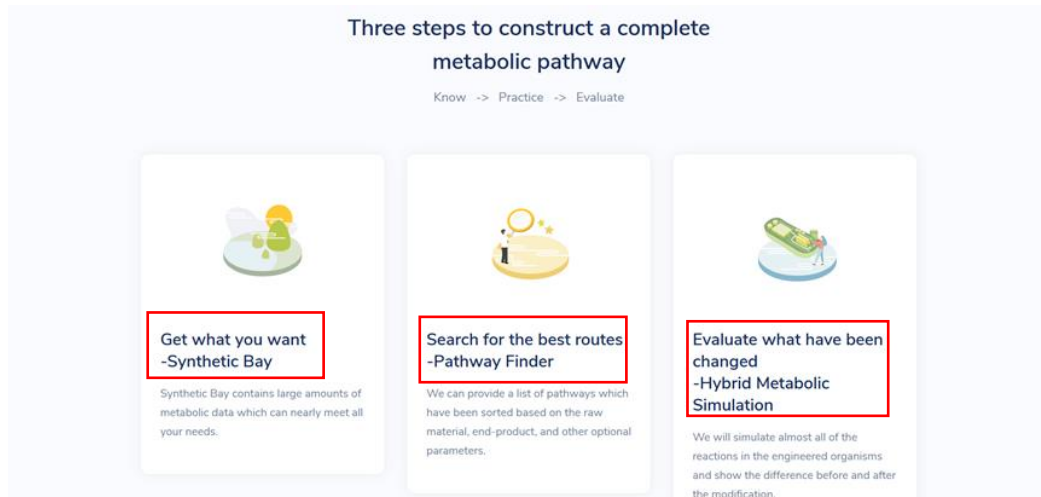 Three steps to construct a complete
metabolic pathway
Know -> Practice -> Evaluate
Get what you want
-Synthetic Bay
Synthetic Bay contains large amounts of
metabolic data which can nearly meet all
your needs.
Search for the best routes
-Pathway Finder
We can provide a list of pathways which
have been sorted based on the raw
material, end-product, and other optional
parameters.
Evaluate what have been
changed
-Hybrid Metabolic
Simulation
We will simulate almost all of the
reactions in the engineered organisms
and show the difference before and after
the modification.